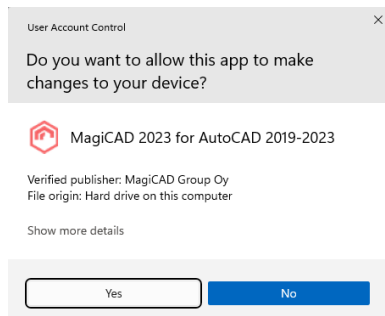 User Account Control
Do you want to allow this app to make
changes to your device?
MagiCAD 2023 for AutoCAD 2019-2023
Verified publisher: MagiCAD Group Oy
File origin: Hard drive on this computer
Show more details
Yes
No